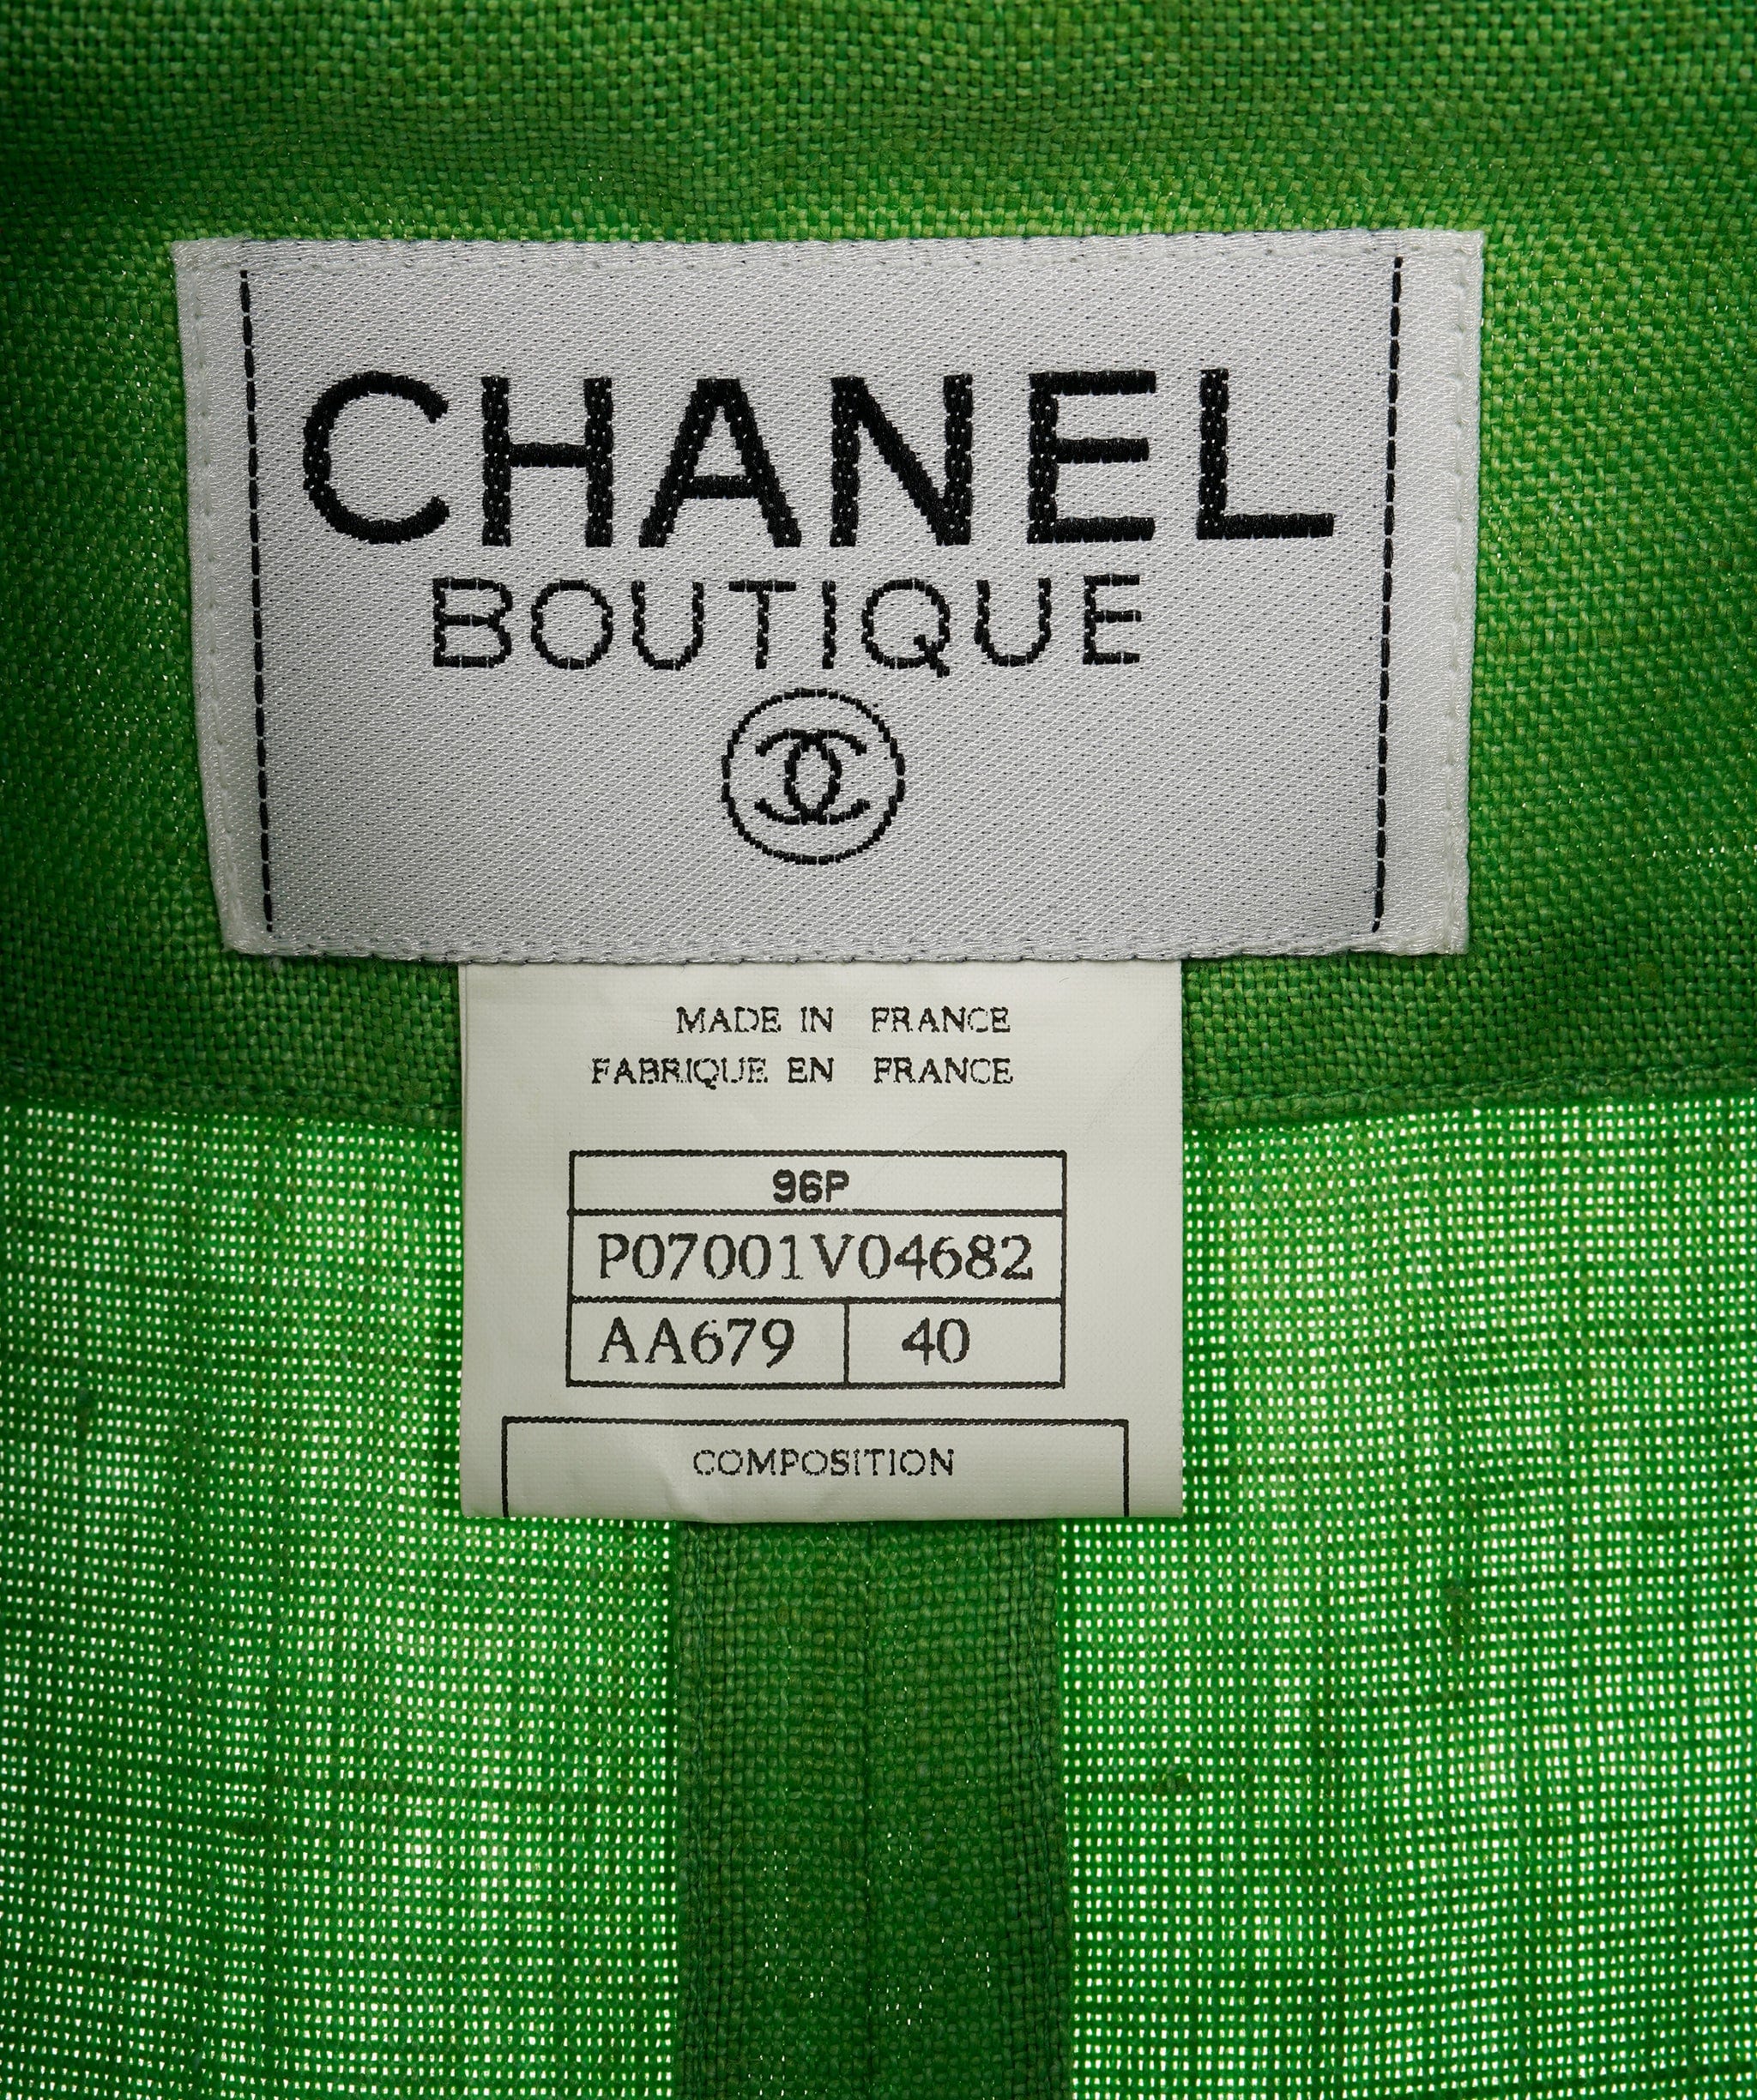 CHANEL
BOUTIQUE
MADE IN FRANCE
FABRIQUE EN FRANCE
96P
P07001V04682
AA679 40
COMPOSITION